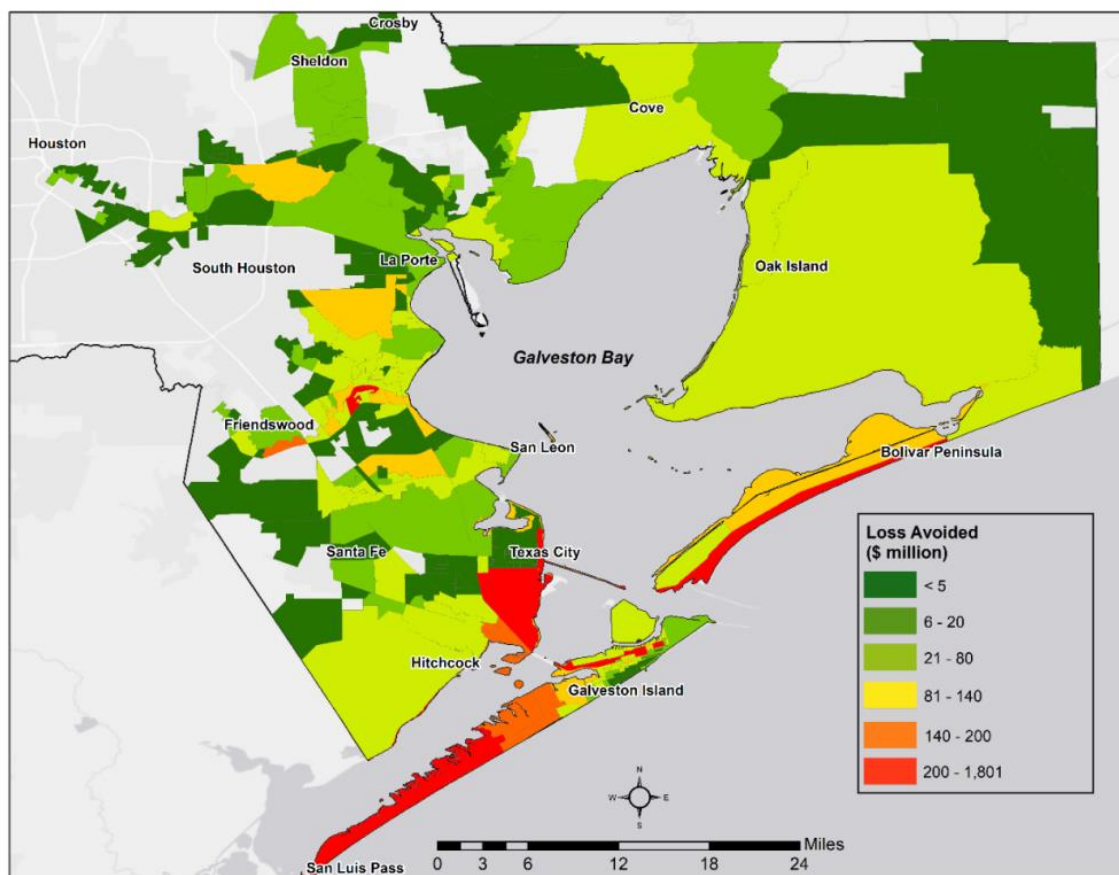 Crosby
Sheldon
Cove
Houston
South Houston
La Porte
Oak Island
Galveston Bay
Friendswood
San Leon
Bolivar Peninsula
Loss Avoided
($ million)
< 5
6 - 20
21 - 80
81 - 140
140 - 200
200 - 1,801
Santa Fe
Texas City
Hitchcock
Galveston Island
N
W
E
S
Miles
0 3 6 12 18 24
San Luis Pass